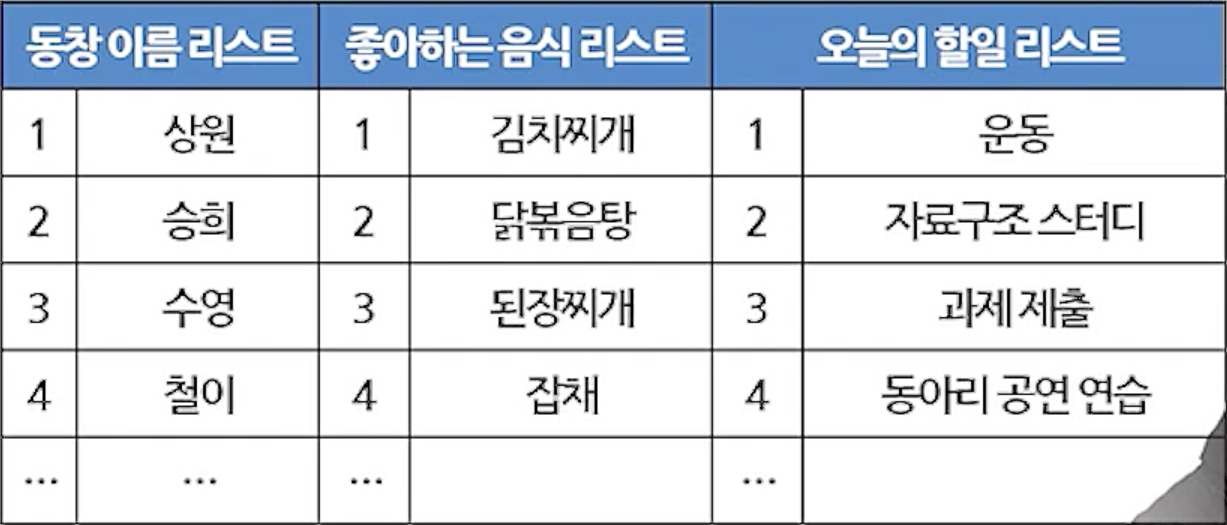 동창 이름 리스트 좋아하는 음식 리스트 오늘의 할일 리스트
1 상원 1 김치찌개 1 운동
2 승희 2 닭볶음탕 2 자료구조 스터디
3 수영 3 된장찌개 3 과제 제출
4 철이 4 잡채 4 동아리 공연 연습
… … … …